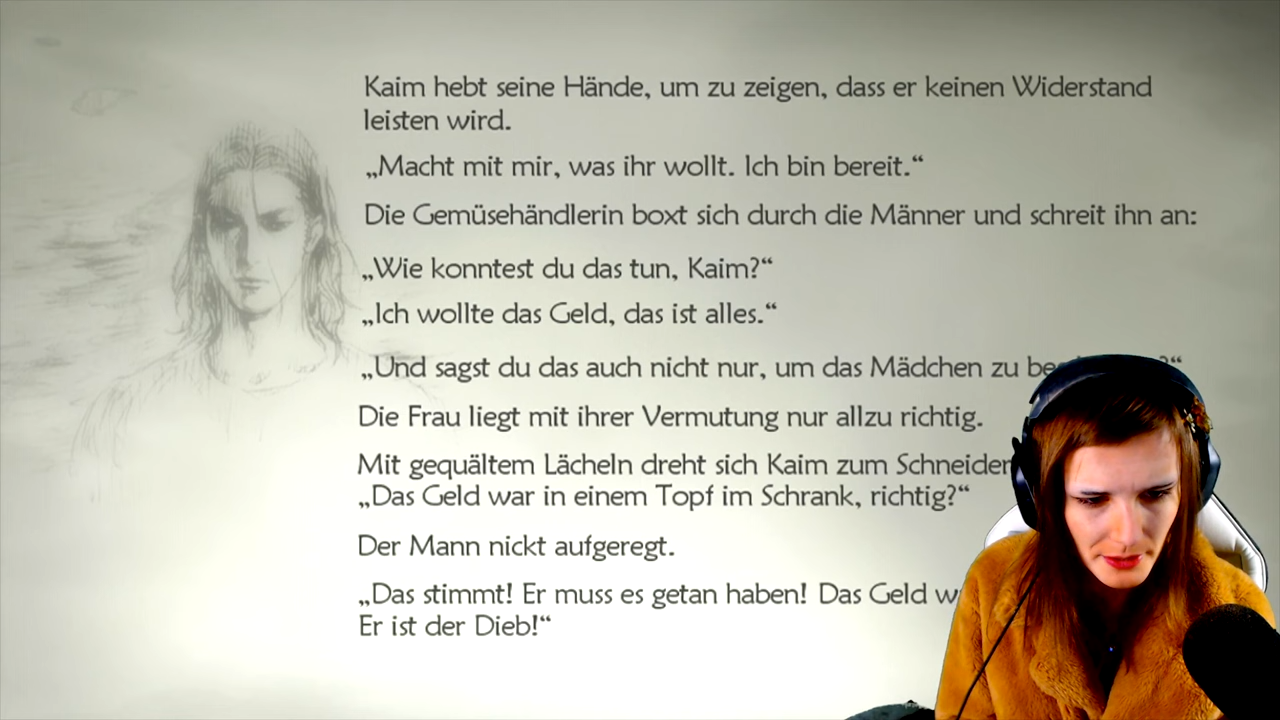 Kaim hebt seine Hände, um zu zeigen, dass er keinen Widerstand
leisten wird.
„Macht mit mir, was ihr wollt. Ich bin bereit.“
Die Gemüsehändlerin boxt sich durch die Männer und schreit ihn an:
„Wie konntest du das tun, Kaim?“
„Ich wollte das Geld, das ist alles.“
„Und sagst du das auch nicht nur, um das Mädchen zu
Die Frau liegt mit ihrer Vermutung nur allzu richtig.
Mit gequältem Lächeln dreht sich Kaim zum Schneider
„Das Geld war in einem Topf im Schrank, richtig?“
Der Mann nickt aufgeregt.
„Das stimmt! Er muss es getan haben! Das Geld
Er ist der Dieb!“